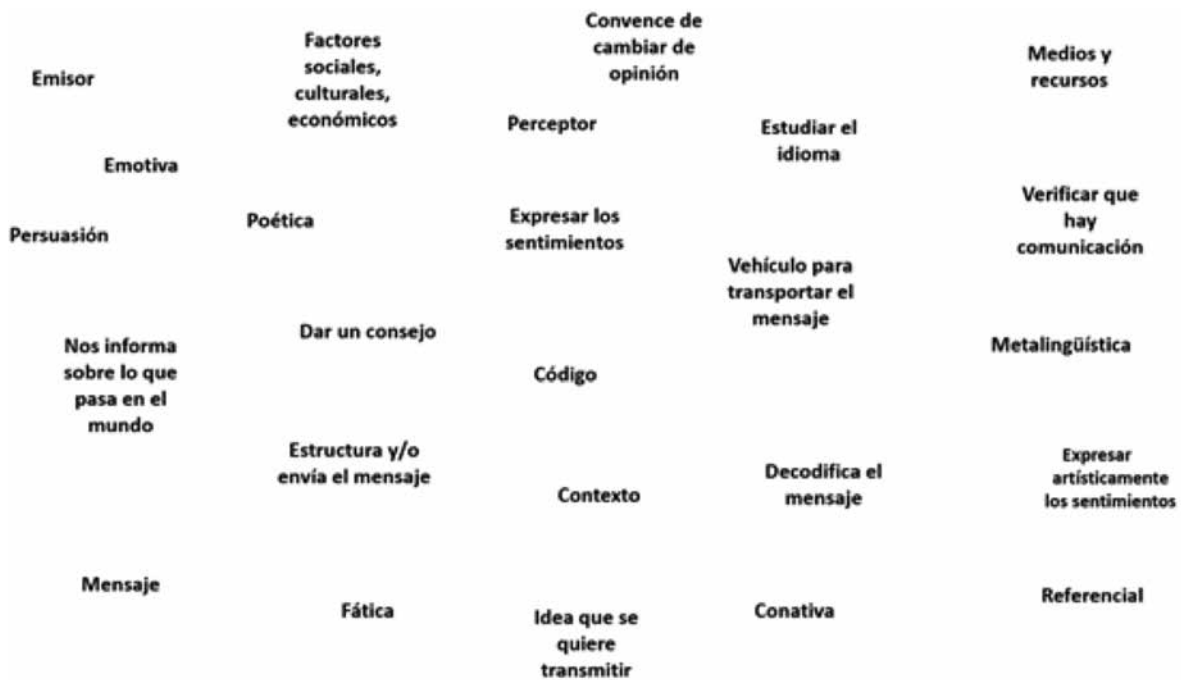 Emisor
Factores
sociales,
culturales,
económicos
Convence de
cambiar de
opinión
Medios y
recursos
Perceptor
Estudiar el
idioma
Emotiva
Persuasión
Poética
Expresar los
sentimientos
Verificar que
hay
comunicación
Vehículo para
transportar el
mensaje
Nos informa
sobre lo que
pasa en el
mundo
Dar un consejo
Código
Metalingüística
Estructura y/o
envía el mensaje
Contexto
Decodifica el
mensaje
Expresar
artísticamente
los sentimientos
Mensaje
Fática
Idea que se
quiere
transmitir
Conativa
Referencial